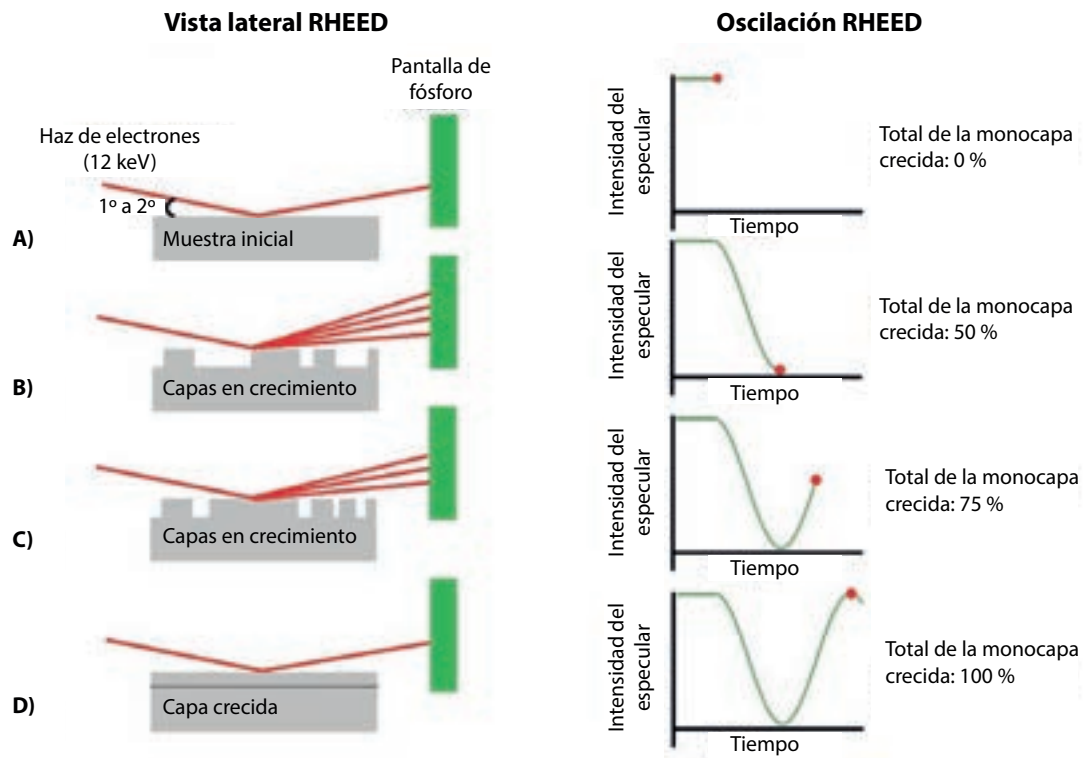 Vista lateral RHEED
Oscilación RHEED
Pantalla de
fósforo
Haz de electrones
(12 keV)
1º a 2º
Muestra inicial
A)
Intensidad del
especular
Tiempo
Total de la monocapa
crecida: 0 %
Capas en crecimiento
B)
Intensidad del
especular
Tiempo
Total de la monocapa
crecida: 50 %
Capas en crecimiento
C)
Intensidad del
especular
Tiempo
Total de la monocapa
crecida: 75 %
Capa crecida
D)
Intensidad del
especular
Tiempo
Total de la monocapa
crecida: 100 %